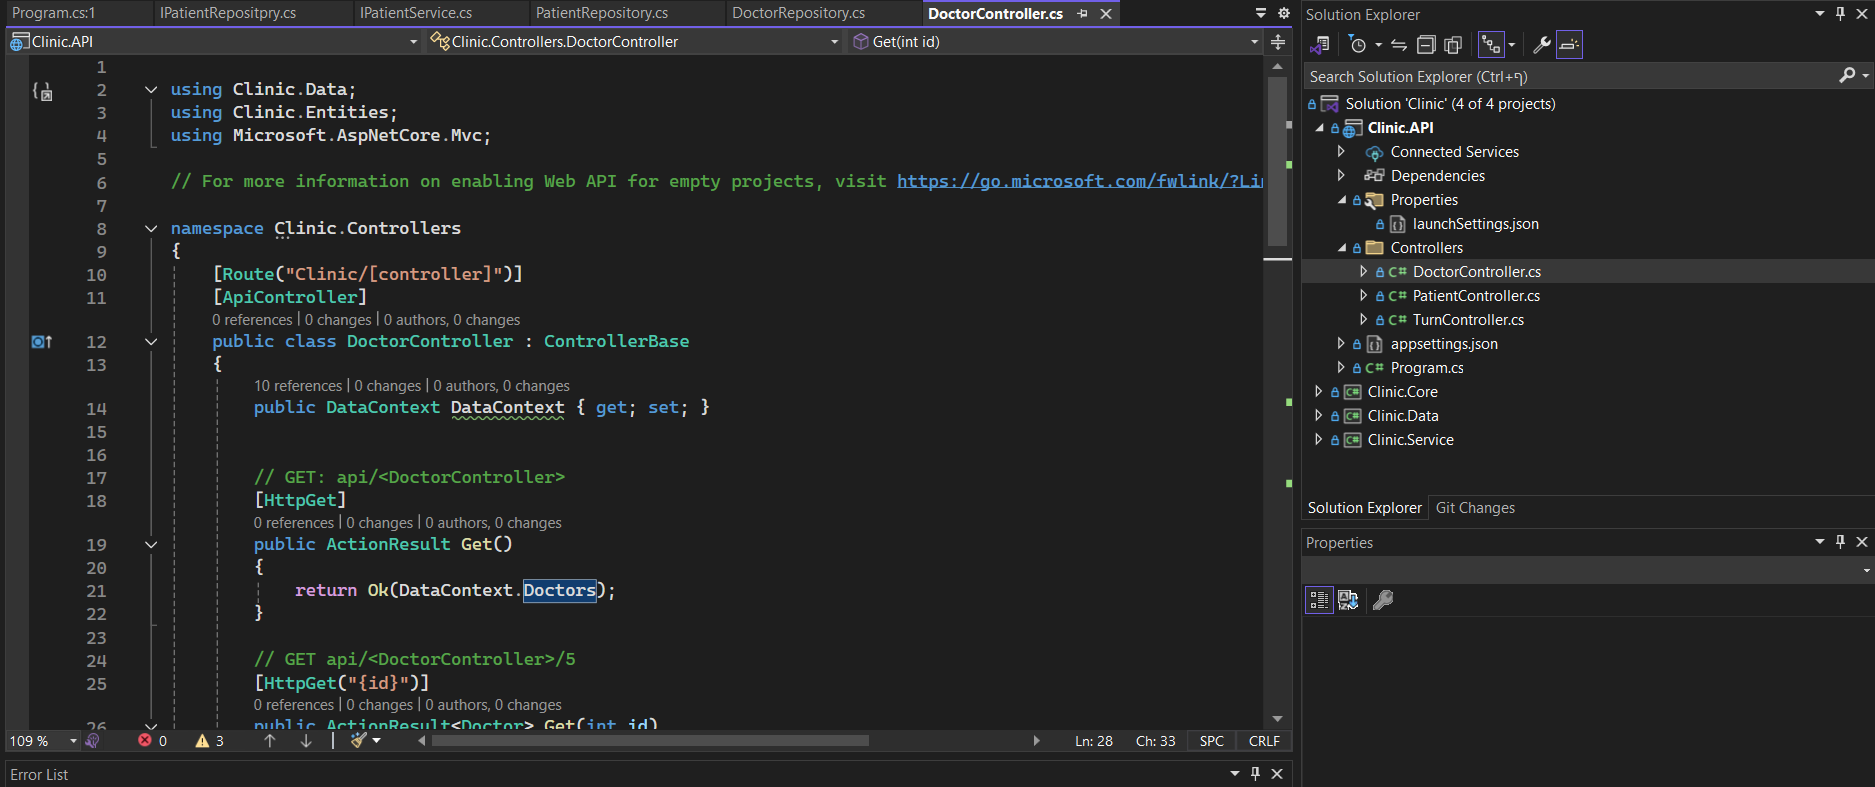 Program.cs:1
IPatientRepositpry.cs
IPatientService.cs
PatientRepository.cs
DoctorRepository.cs
DoctorController.cs
Clinic.API
Clinic.Controllers.DoctorController
Get(int id)
1
2 using Clinic.Data;
3 using Clinic.Entities;
4 using Microsoft.AspNetCore.Mvc;
5
6 // For more information on enabling Web API for empty projects, visit https://go.microsoft.com/fwlink/?Li
7
8 namespace Clinic.Controllers
9 {
10 [Route("Clinic/[controller]")]
11 [ApiController]
0 references | 0 changes | 0 authors, 0 changes
12 public class DoctorController : ControllerBase
13 {
10 references | 0 changes | 0 authors, 0 changes
14 public DataContext DataContext { get; set; }
15
16
17 // GET: api/<DoctorController>
18 [HttpGet]
0 references | 0 changes | 0 authors, 0 changes
19 public ActionResult Get()
20 {
21 return Ok(DataContext.Doctors);
22 }
23
24 // GET api/<DoctorController>/5
25 [HttpGet("{id}")]
0 references | 0 changes | 0 authors, 0 changes
26 public ActionResult<Doctor> Get(int id)
109 %
0
3
Ln: 28
Ch: 33
SPC
CRLF
Error List
Solution Explorer
Search Solution Explorer (Ctrl+ך)
Solution 'Clinic' (4 of 4 projects)
Clinic.API
Connected Services
Dependencies
Properties
launchSettings.json
Controllers
C# DoctorController.cs
C# PatientController.cs
C# TurnController.cs
appsettings.json
C# Program.cs
C# Clinic.Core
C# Clinic.Data
C# Clinic.Service
Solution Explorer
Git Changes
Properties